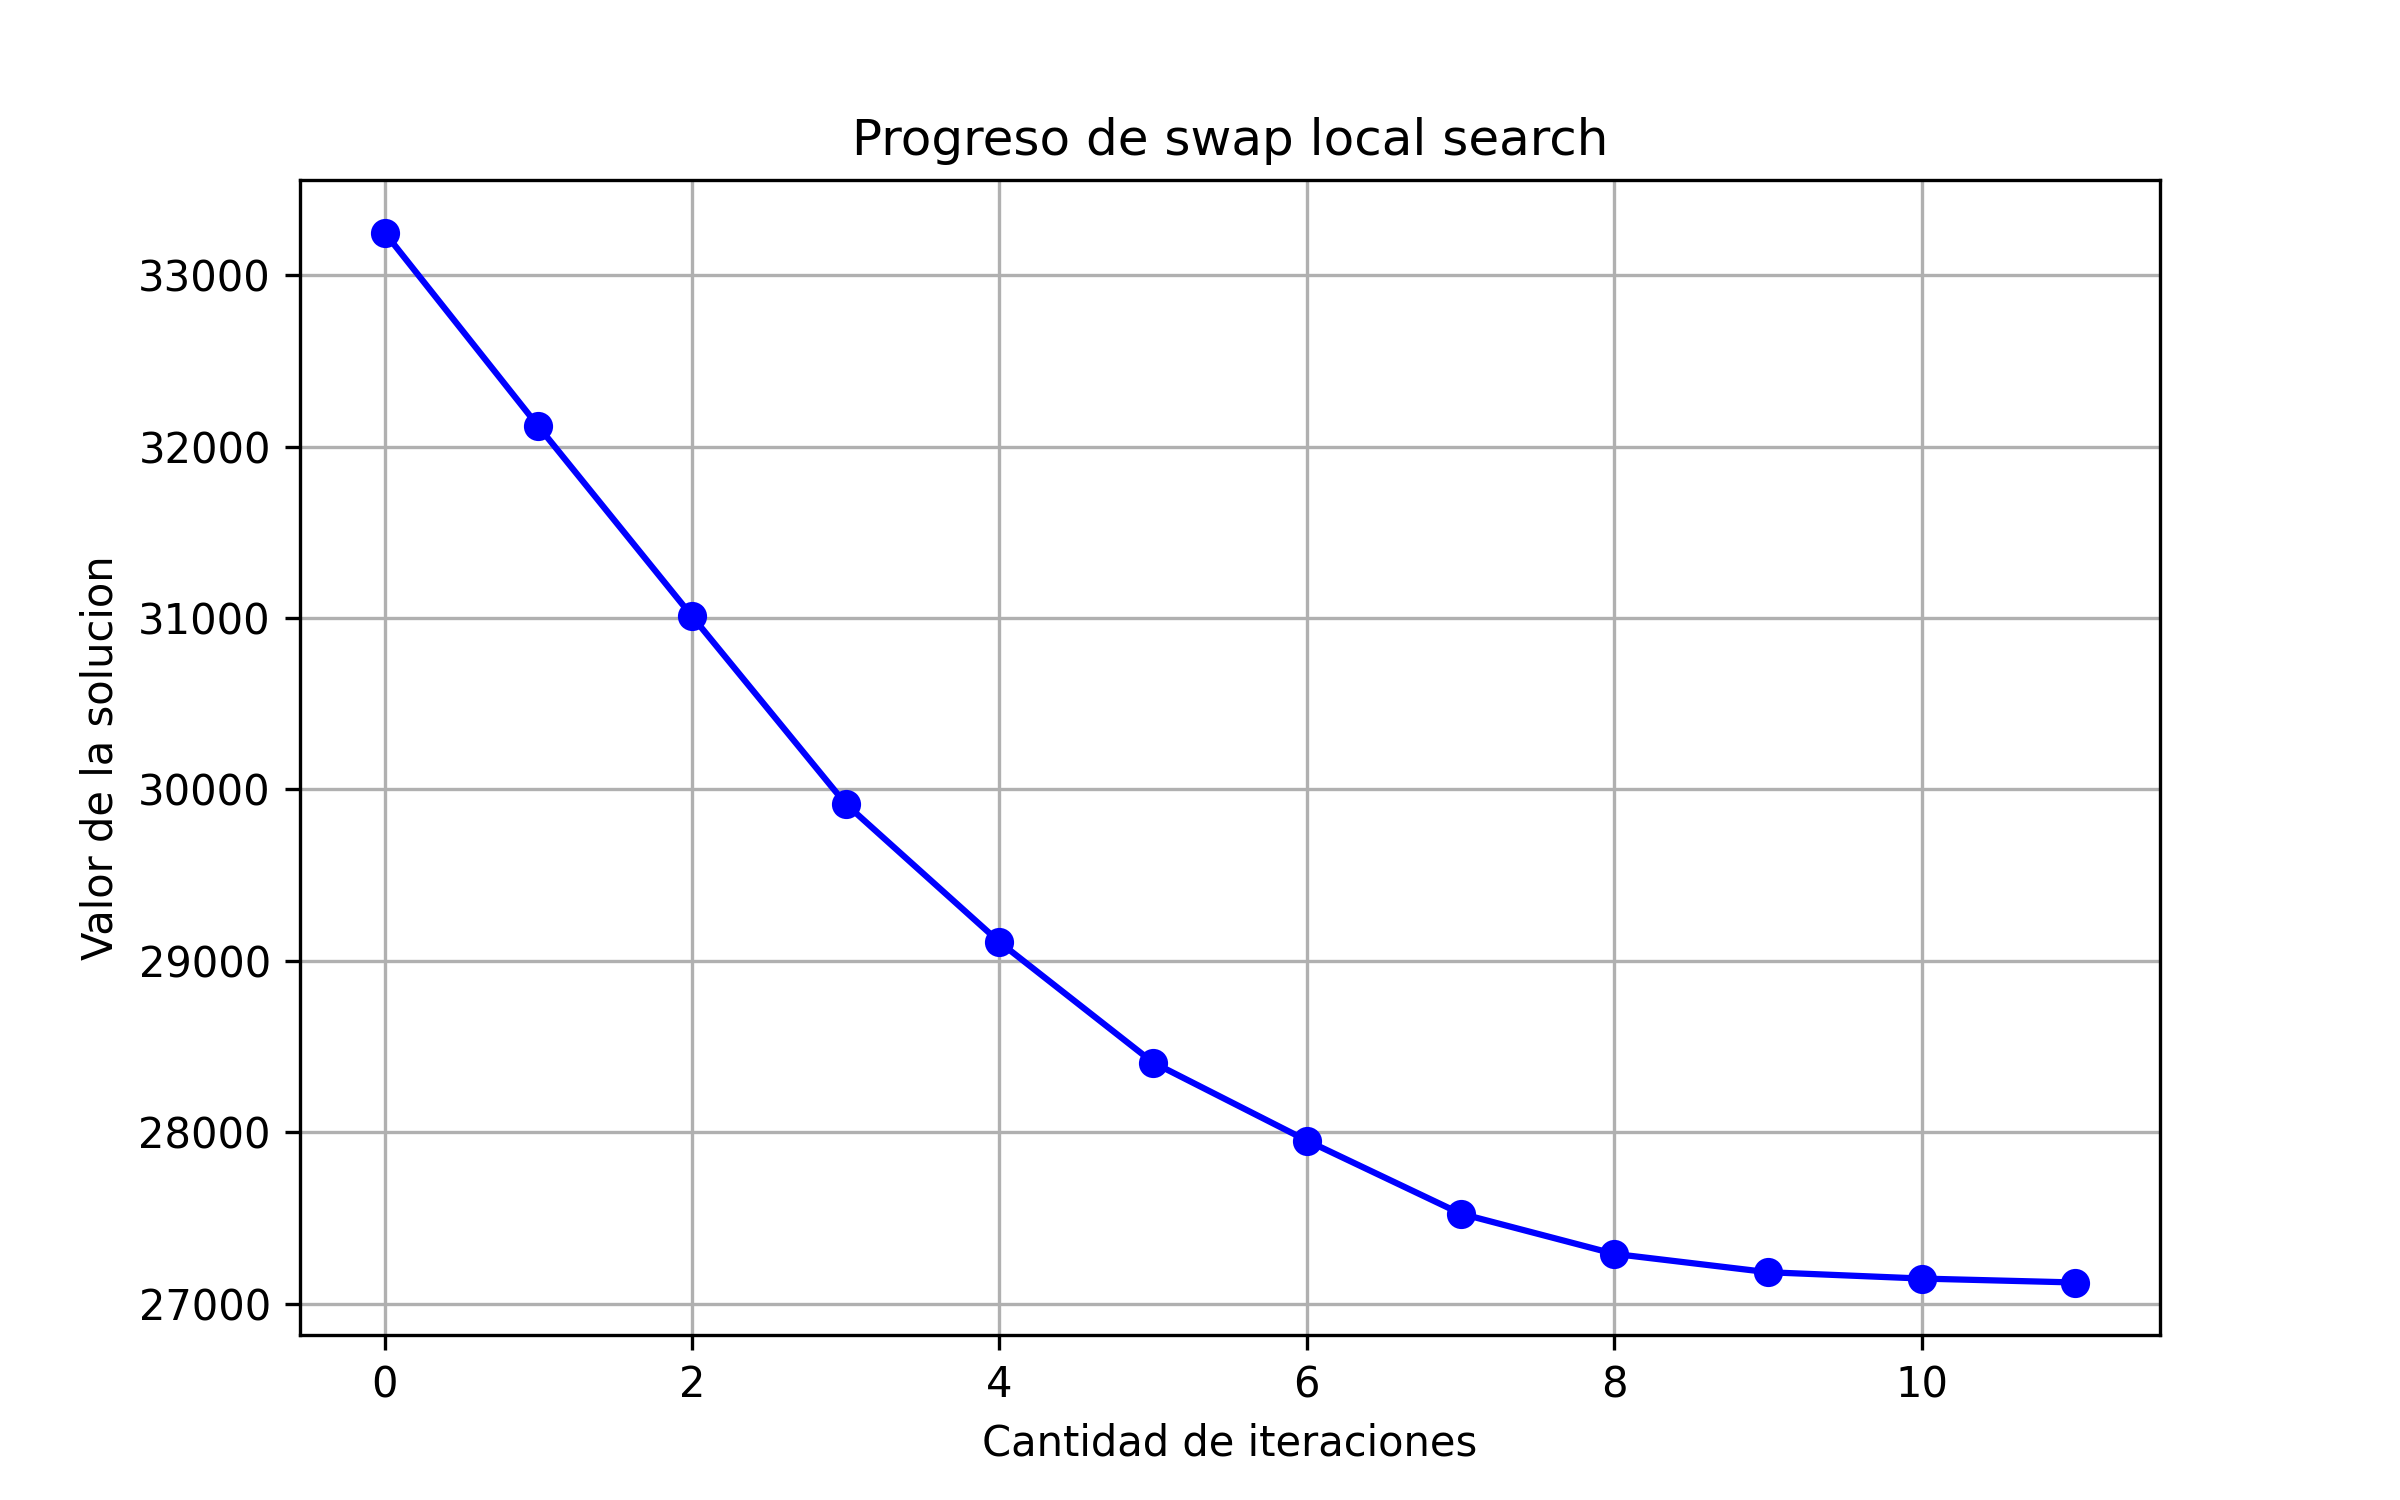 Progreso de swap local search
Valor de la solucion
33000
32000
31000
30000
29000
28000
27000
0 2 4 6 8 10
Cantidad de iteraciones